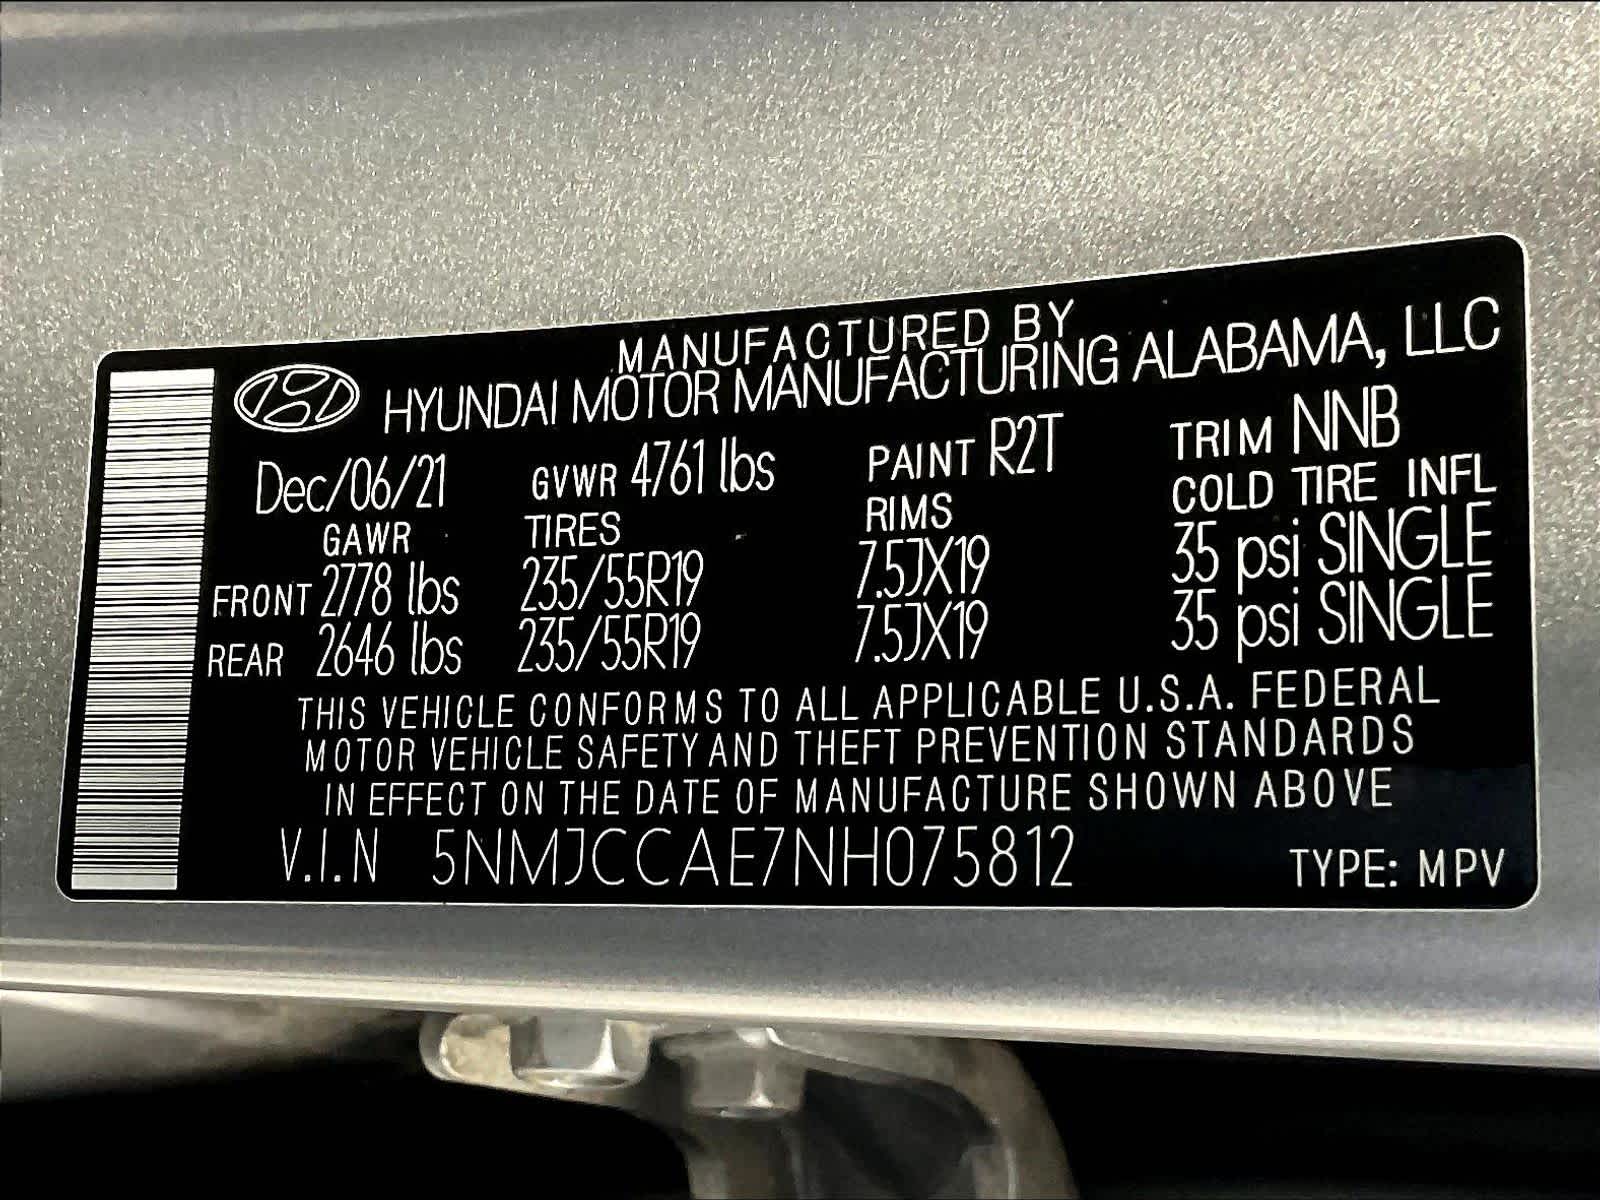 MANUFACTURED BY
HYUNDAI MOTOR MANUFACTURING ALABAMA, LLC
Dec/06/21 GVWR 4761 lbs PAINT R2T TRIM NNB
GAWR TIRES RIMS COLD TIRE INFL
FRONT 2778 lbs 235/55R19 7.5JX19 35 psi SINGLE
REAR 2646 lbs 235/55R19 7.5JX19 35 psi SINGLE
THIS VEHICLE CONFORMS TO ALL APPLICABLE U.S.A. FEDERAL
MOTOR VEHICLE SAFETY AND THEFT PREVENTION STANDARDS
IN EFFECT ON THE DATE OF MANUFACTURE SHOWN ABOVE
V.I.N 5NMJCCAE7NH075812 TYPE: MPV